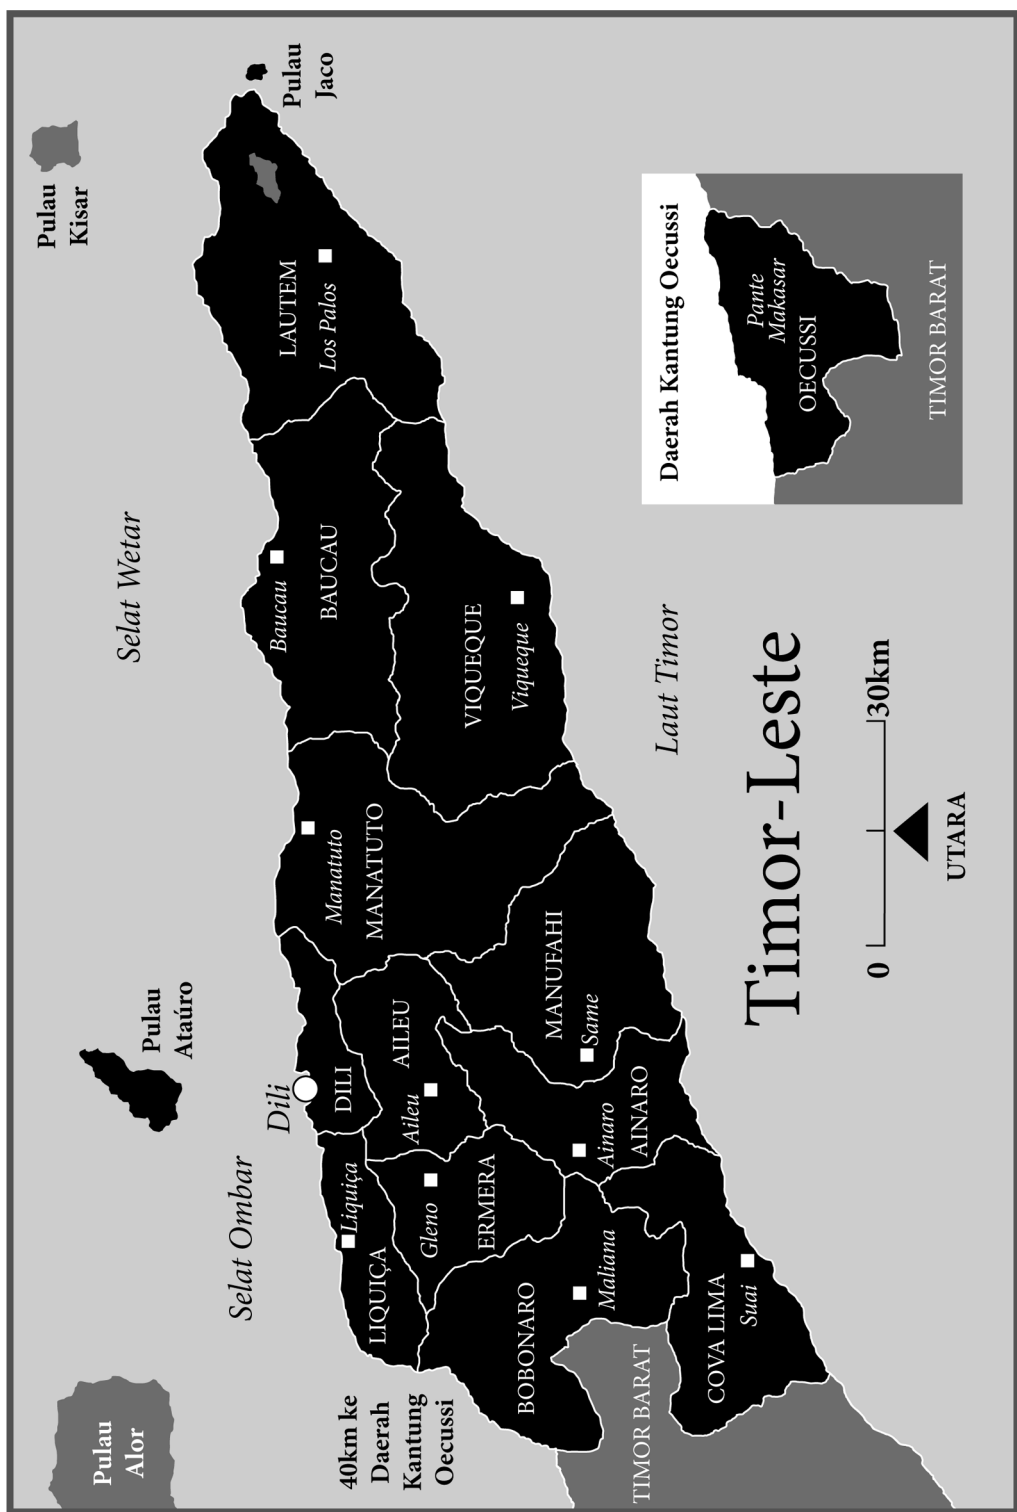 Timor-Leste
0
30km
UTARA
Pulau
Alor
Selat Ombar
Pulau
Ataúro
Selat Wetar
Pulau
Kisar
Pulau
Jaco
Laut Timor
40km ke
Daerah
Kantung
Oecussi
Dili
DILI
Liquiça
LIQUIÇA
Gleno
ERMERA
Aileu
AILEU
Manatuto
MANATUTO
Baucau
BAUCAU
LAUTEM
Los Palos
VIQUEQUE
Viqueque
MANUFAHI
Same
Ainaro
AINARO
BOBONARO
Maliana
COVA LIMA
Suai
TIMOR BARAT
Daerah Kantung Oecussi
Pante
Makasar
OECUSSI
TIMOR BARAT